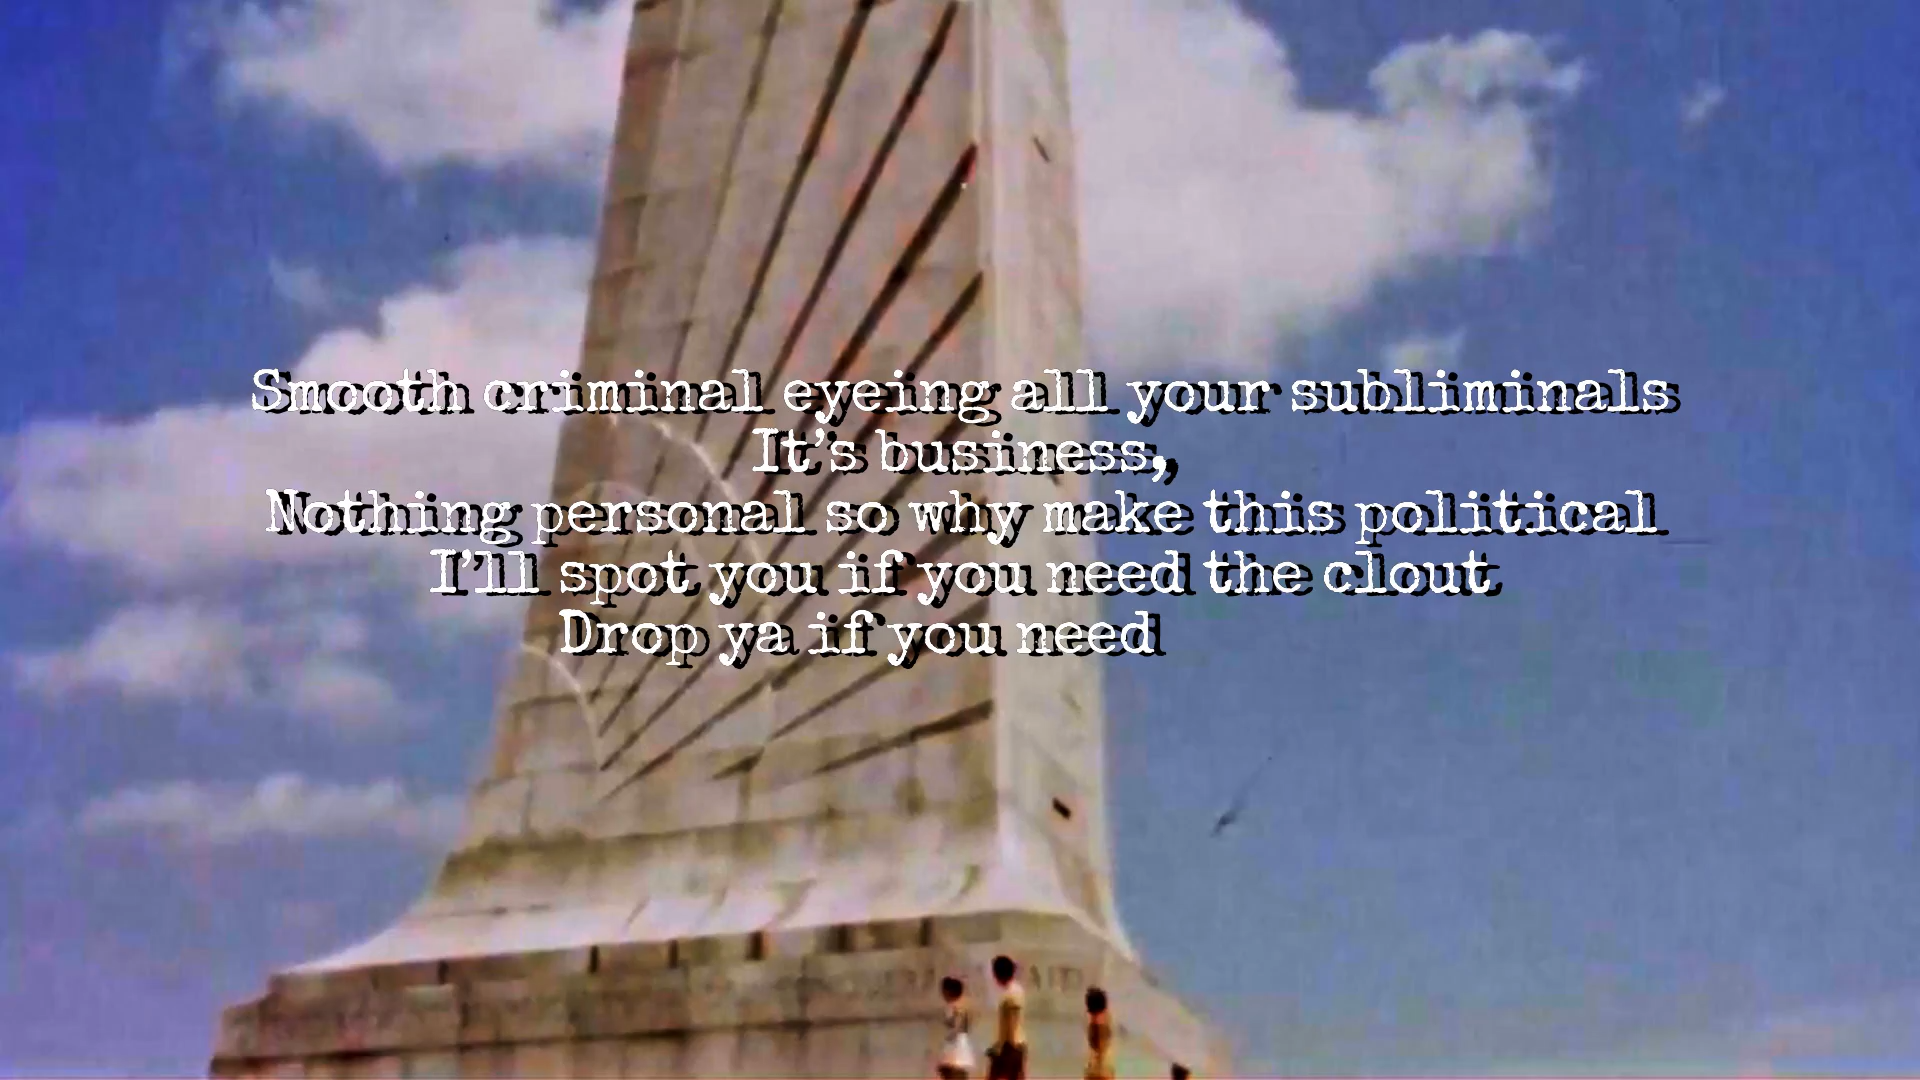 Smooth criminal eyeing all your subliminals
It's business,
Nothing personal so why make this political
I'll spot you if you need the clout
Drop ya if you need